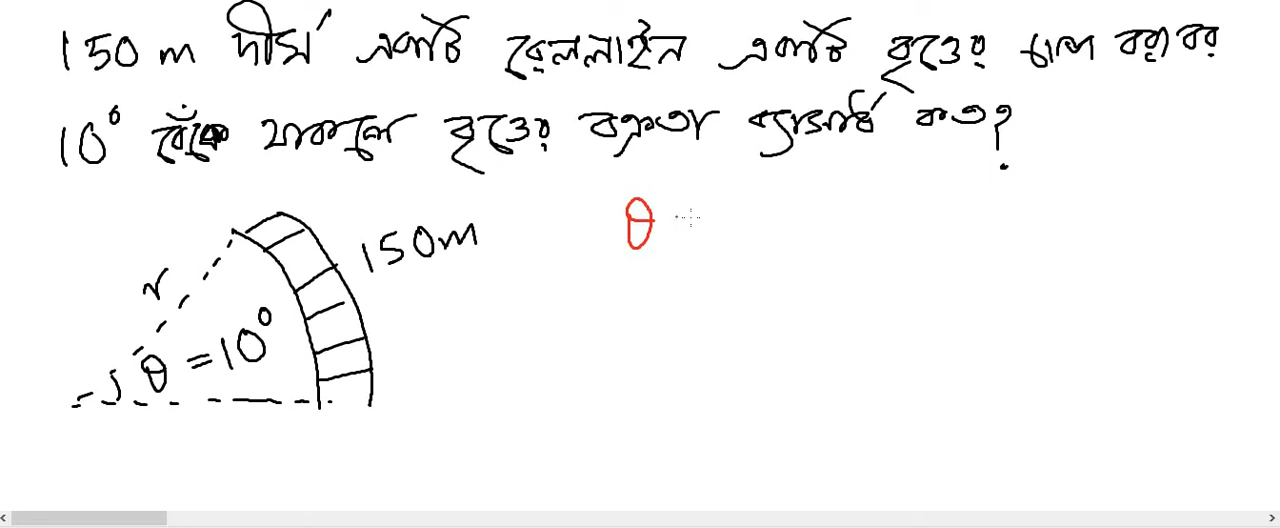 150 m দীর্ঘ একটি রেললাইন একটি বৃত্তের চাপ বরাবর
10° বেঁকে থাকলে বৃত্তের বক্রতা ব্যাসার্ধ কত?
θ
150m
r
θ = 10°